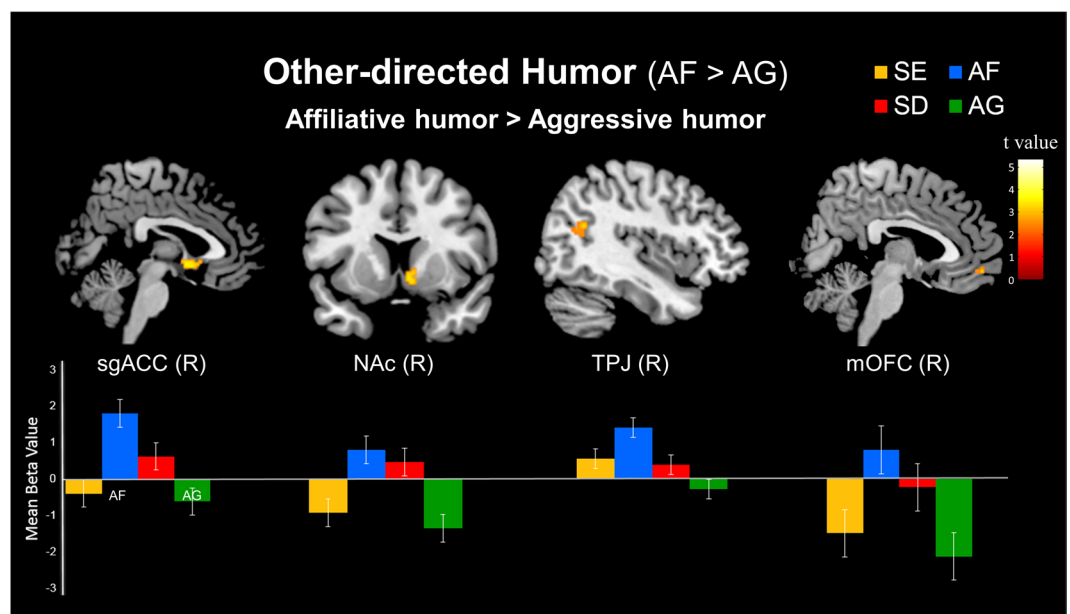 Other-directed Humor (AF > AG)
Affiliative humor > Aggressive humor
SE AF
SD AG
t value
5
4
3
2
1
0
sgACC (R) NAc (R) TPJ (R) mOFC (R)
Mean Beta Value
3
2
1
0
-1
-2
-3
AF AG